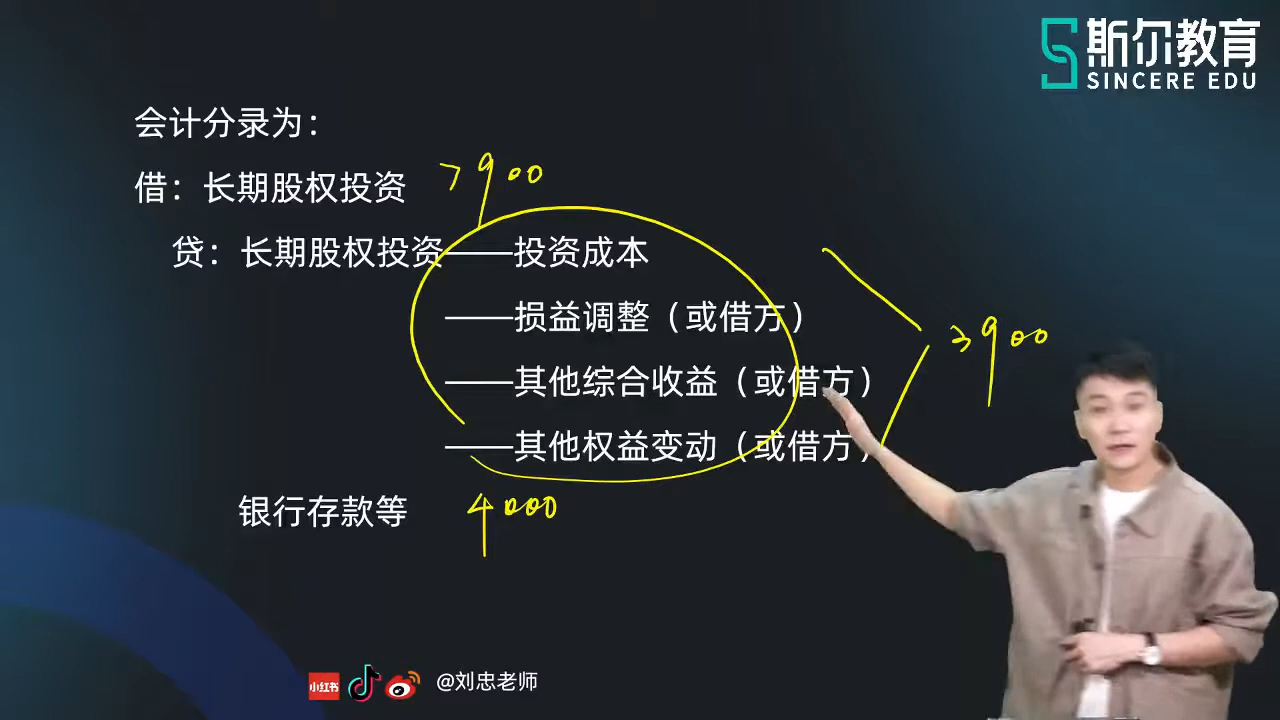 斯尔教育
SINCERE EDU
会计分录为：
借：长期股权投资 7900
贷：长期股权投资——投资成本
——损益调整（或借方）
3900
——其他综合收益（或借方）
——其他权益变动（或借方）
银行存款等 4000
小红书 @刘忠老师